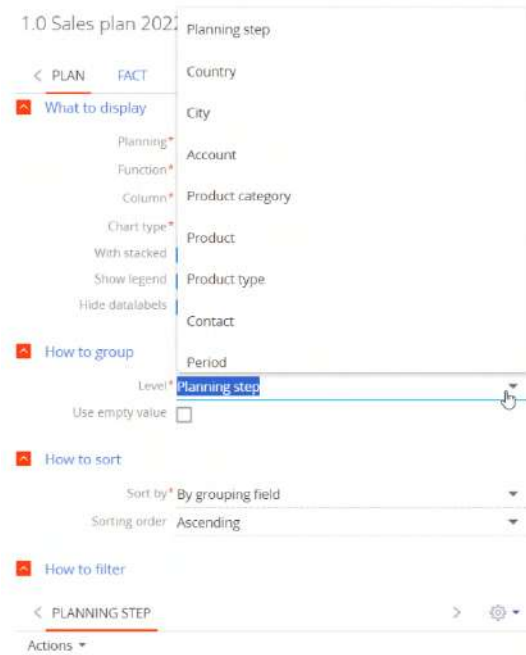 1.0 Sales plan 2022
Planning step
Country
City
Account
Product category
Product
Product type
Contact
Period
PLAN FACT
What to display
Planning*
Function*
Column*
Chart type*
With stacked
Show legend
Hide datalabels
How to group
Level* Planning step
Use empty value
How to sort
Sort by* By grouping field
Sorting order Ascending
How to filter
PLANNING STEP
Actions